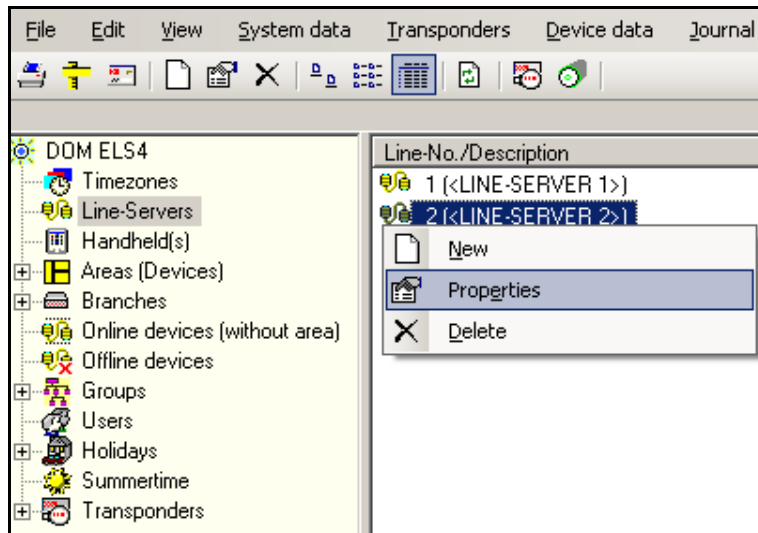 File Edit View System data Transponders Device data Journal
DOM ELS4
Timezones
Line-Servers
Handheld(s)
Areas (Devices)
Branches
Online devices (without area)
Offline devices
Groups
Users
Holidays
Summertime
Transponders
Line-No./Description
1 (<LINE-SERVER 1>)
2 (<LINE-SERVER 2>)
New
Properties
Delete